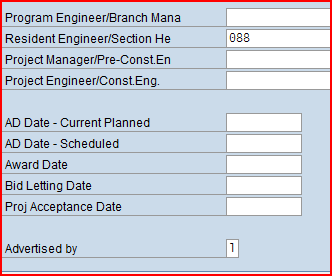 Program Engineer/Branch Mana
Resident Engineer/Section He 088
Project Manager/Pre-Const.En
Project Engineer/Const.Eng.
AD Date - Current Planned
AD Date - Scheduled
Award Date
Bid Letting Date
Proj Acceptance Date
Advertised by 1